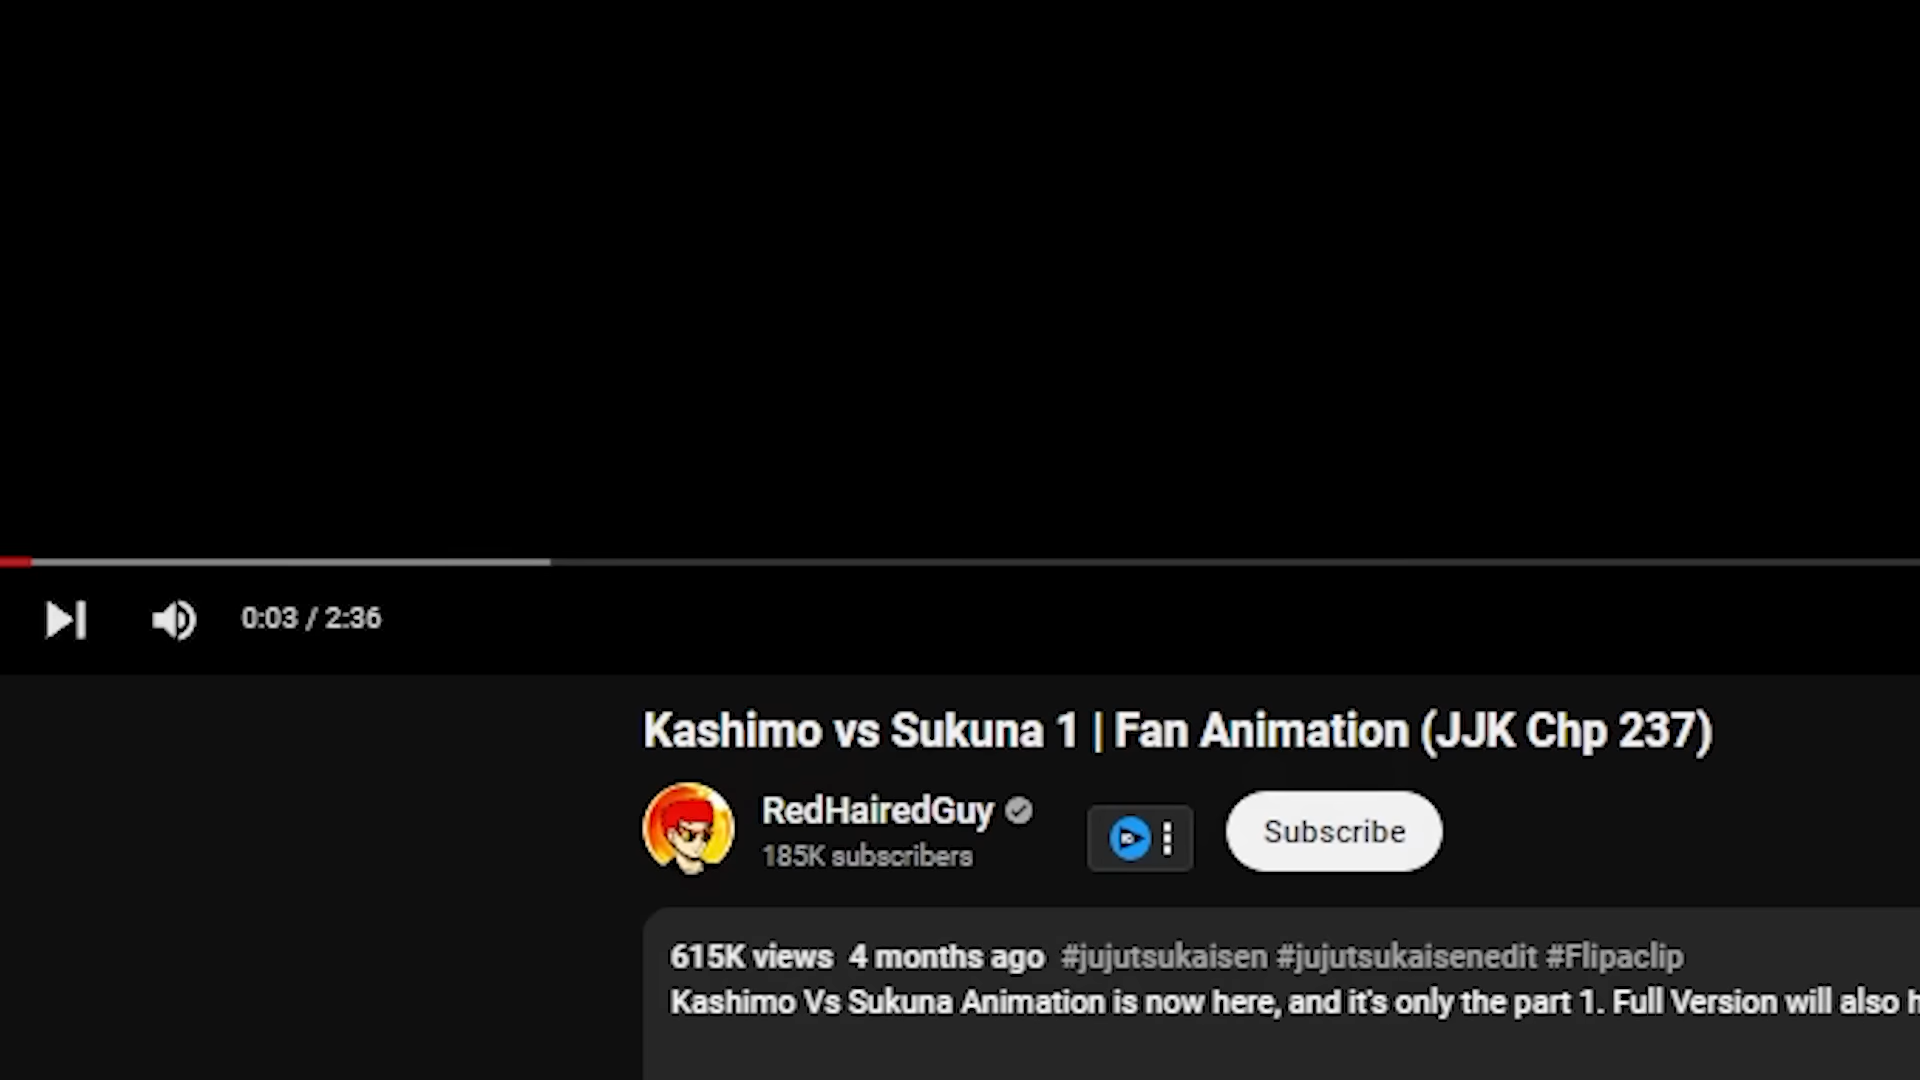 0:03 / 2:36
Kashimo vs Sukuna 1 | Fan Animation (JJK Chp 237)
RedHairedGuy
185K subscribers
Subscribe
615K views 4 months ago #jujutsukaisen #jujutsukaisenedit #Flipaclip
Kashimo Vs Sukuna Animation is now here, and it's only the part 1. Full Version will also